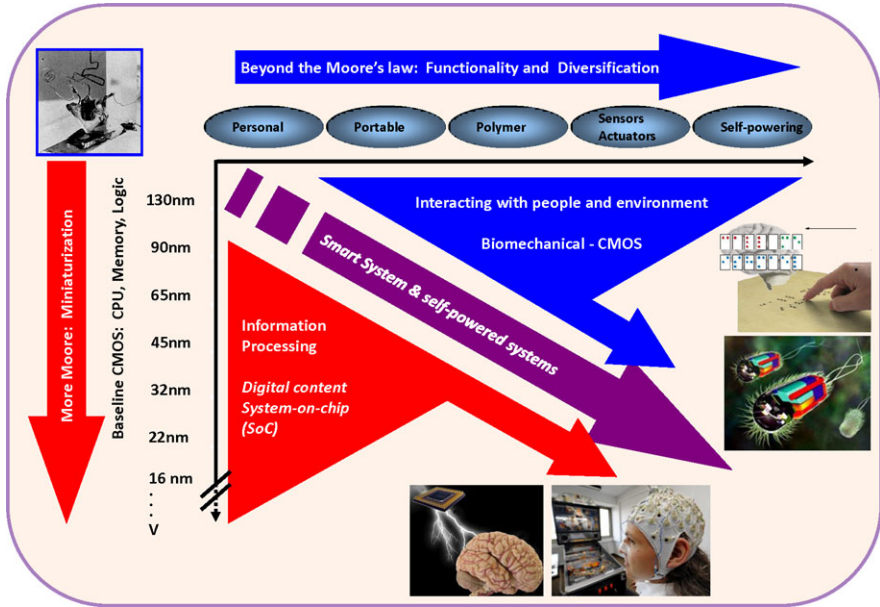 Beyond the Moore's law: Functionality and Diversification
Personal
Portable
Polymer
Sensors
Actuators
Self-powering
More Moore: Miniaturization
Baseline CMOS: CPU, Memory, Logic
130nm
90nm
65nm
45nm
32nm
22nm
16 nm
.
.
.
V
Interacting with people and environment
Biomechanical - CMOS
Smart System & self-powered systems
Information
Processing
Digital content
System-on-chip
(SoC)